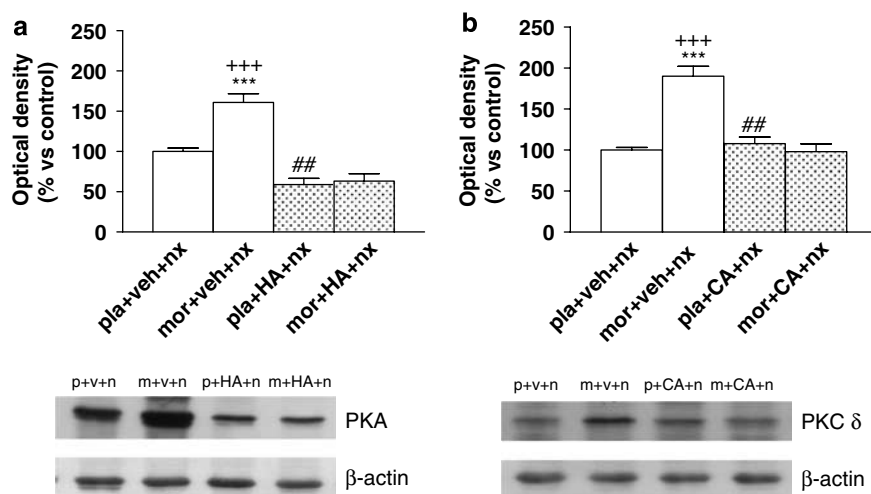 a
Optical density
(% vs control)
250
200
150
100
50
0
+++
***
##
pla+veh+nx
mor+veh+nx
pla+HA+nx
mor+HA+nx
p+v+n m+v+n p+HA+n m+HA+n
PKA
β-actin
b
Optical density
(% vs control)
250
200
150
100
50
0
+++
***
##
pla+veh+nx
mor+veh+nx
pla+CA+nx
mor+CA+nx
p+v+n m+v+n p+CA+n m+CA+n
PKC δ
β-actin